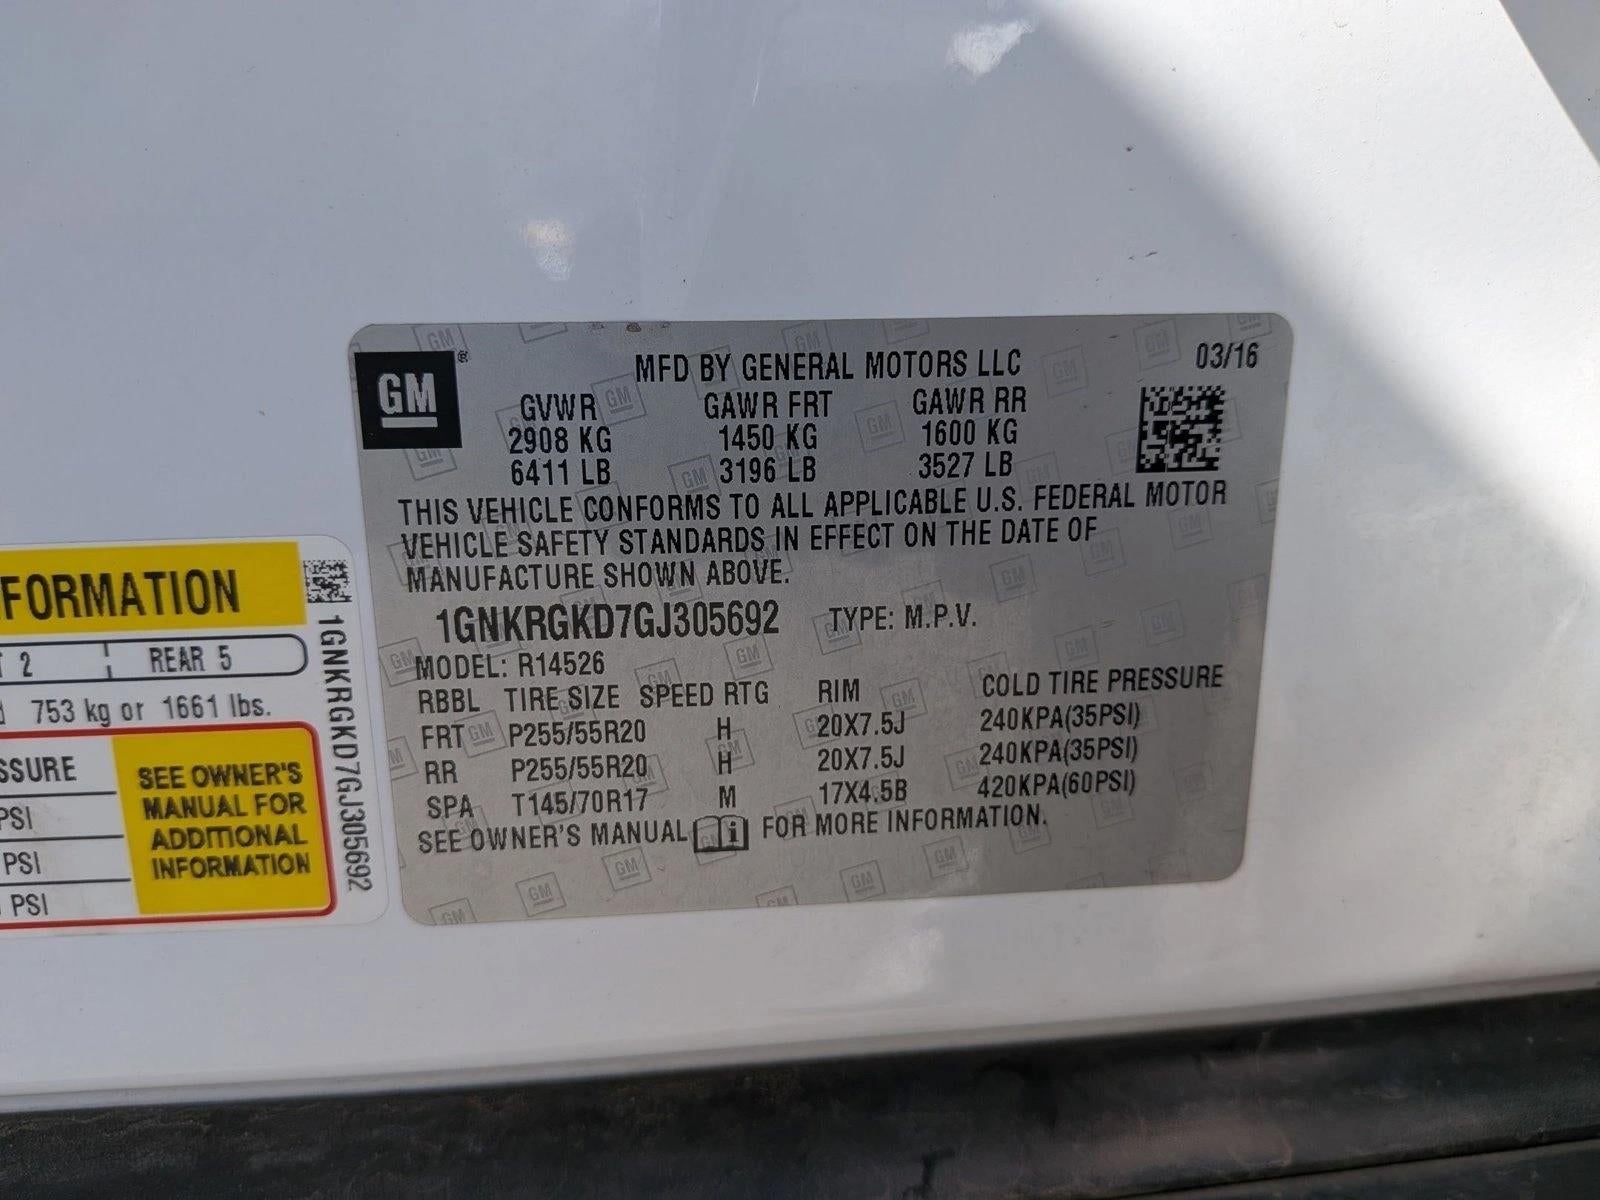 GM®
MFD BY GENERAL MOTORS LLC 03/16
GVWR GAWR FRT GAWR RR
2908 KG 1450 KG 1600 KG
6411 LB 3196 LB 3527 LB
THIS VEHICLE CONFORMS TO ALL APPLICABLE U.S. FEDERAL MOTOR
VEHICLE SAFETY STANDARDS IN EFFECT ON THE DATE OF
MANUFACTURE SHOWN ABOVE.
1GNKRGKD7GJ305692 TYPE: M.P.V.
MODEL: R14526
RBBL TIRE SIZE SPEED RTG RIM COLD TIRE PRESSURE
FRT P255/55R20 H 20X7.5J 240KPA(35PSI)
RR P255/55R20 H 20X7.5J 240KPA(35PSI)
SPA T145/70R17 M 17X4.5B 420KPA(60PSI)
SEE OWNER'S MANUAL i FOR MORE INFORMATION.
FORMATION
2 REAR 5
753 kg or 1661 lbs.
SSURE
PSI
PSI
PSI
SEE OWNER'S
MANUAL FOR
ADDITIONAL
INFORMATION
1GNKRGKD7GJ305692